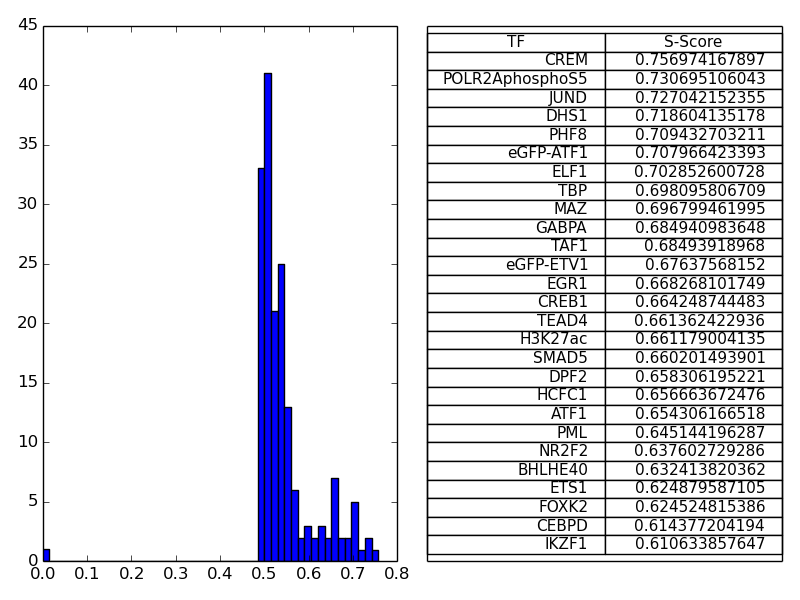 45
40
35
30
25
20
15
10
5
0
0.0 0.1 0.2 0.3 0.4 0.5 0.6 0.7 0.8
TF S-Score
CREM 0.756974167897
POLR2AphosphoS5 0.730695106043
JUND 0.727042152355
DHS1 0.718604135178
PHF8 0.709432703211
eGFP-ATF1 0.707966423393
ELF1 0.702852600728
TBP 0.698095806709
MAZ 0.696799461995
GABPA 0.684940983648
TAF1 0.68493918968
eGFP-ETV1 0.67637568152
EGR1 0.668268101749
CREB1 0.664248744483
TEAD4 0.661362422936
H3K27ac 0.661179004135
SMAD5 0.660201493901
DPF2 0.658306195221
HCFC1 0.656663672476
ATF1 0.654306166518
PML 0.645144196287
NR2F2 0.637602729286
BHLHE40 0.632413820362
ETS1 0.624879587105
FOXK2 0.624524815386
CEBPD 0.614377204194
IKZF1 0.610633857647